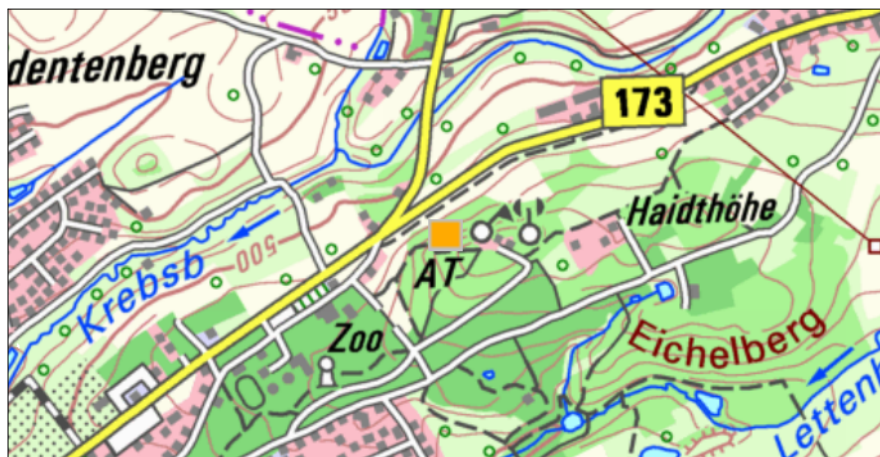 dentenberg
173
Haidthöhe
500
Krebsb
AT
Zoo
Eichelberg
Lettenb